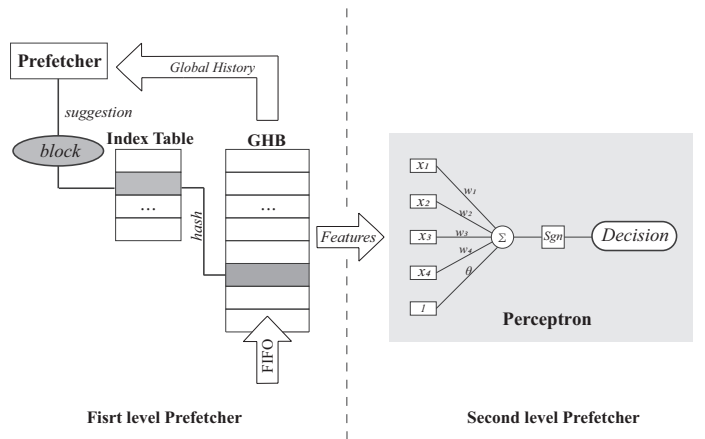 Prefetcher
Global History
suggestion
block
Index Table
...
hash
GHB
...
FIFO
Features
x1
x2
x3
x4
1
w1
w2
w3
w4
θ
Σ
Sgn
Decision
Perceptron
Fisrt level Prefetcher
Second level Prefetcher